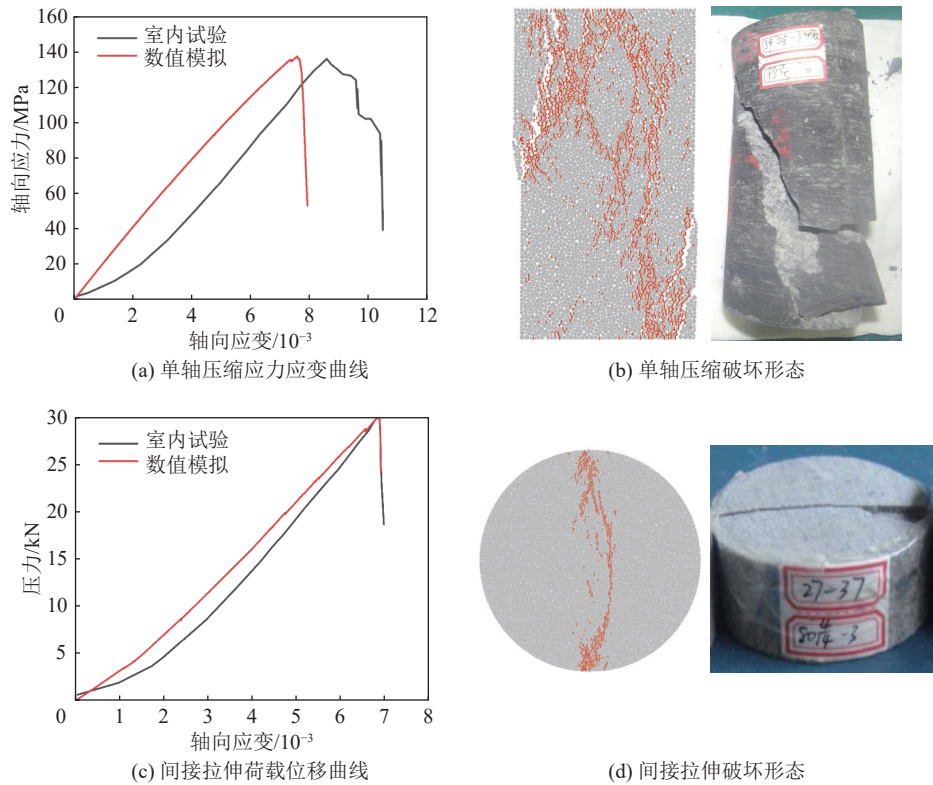 160
140
120
100
80
60
40
20
0
室内试验
数值模拟
轴向应力/MPa
2 4 6 8 10 12
轴向应变/10⁻³
(a) 单轴压缩应力应变曲线
(b) 单轴压缩破坏形态
30
25
20
15
10
5
0
室内试验
数值模拟
压力/kN
1 2 3 4 5 6 7 8
轴向应变/10⁻³
(c) 间接拉伸荷载位移曲线
27-37
(d) 间接拉伸破坏形态